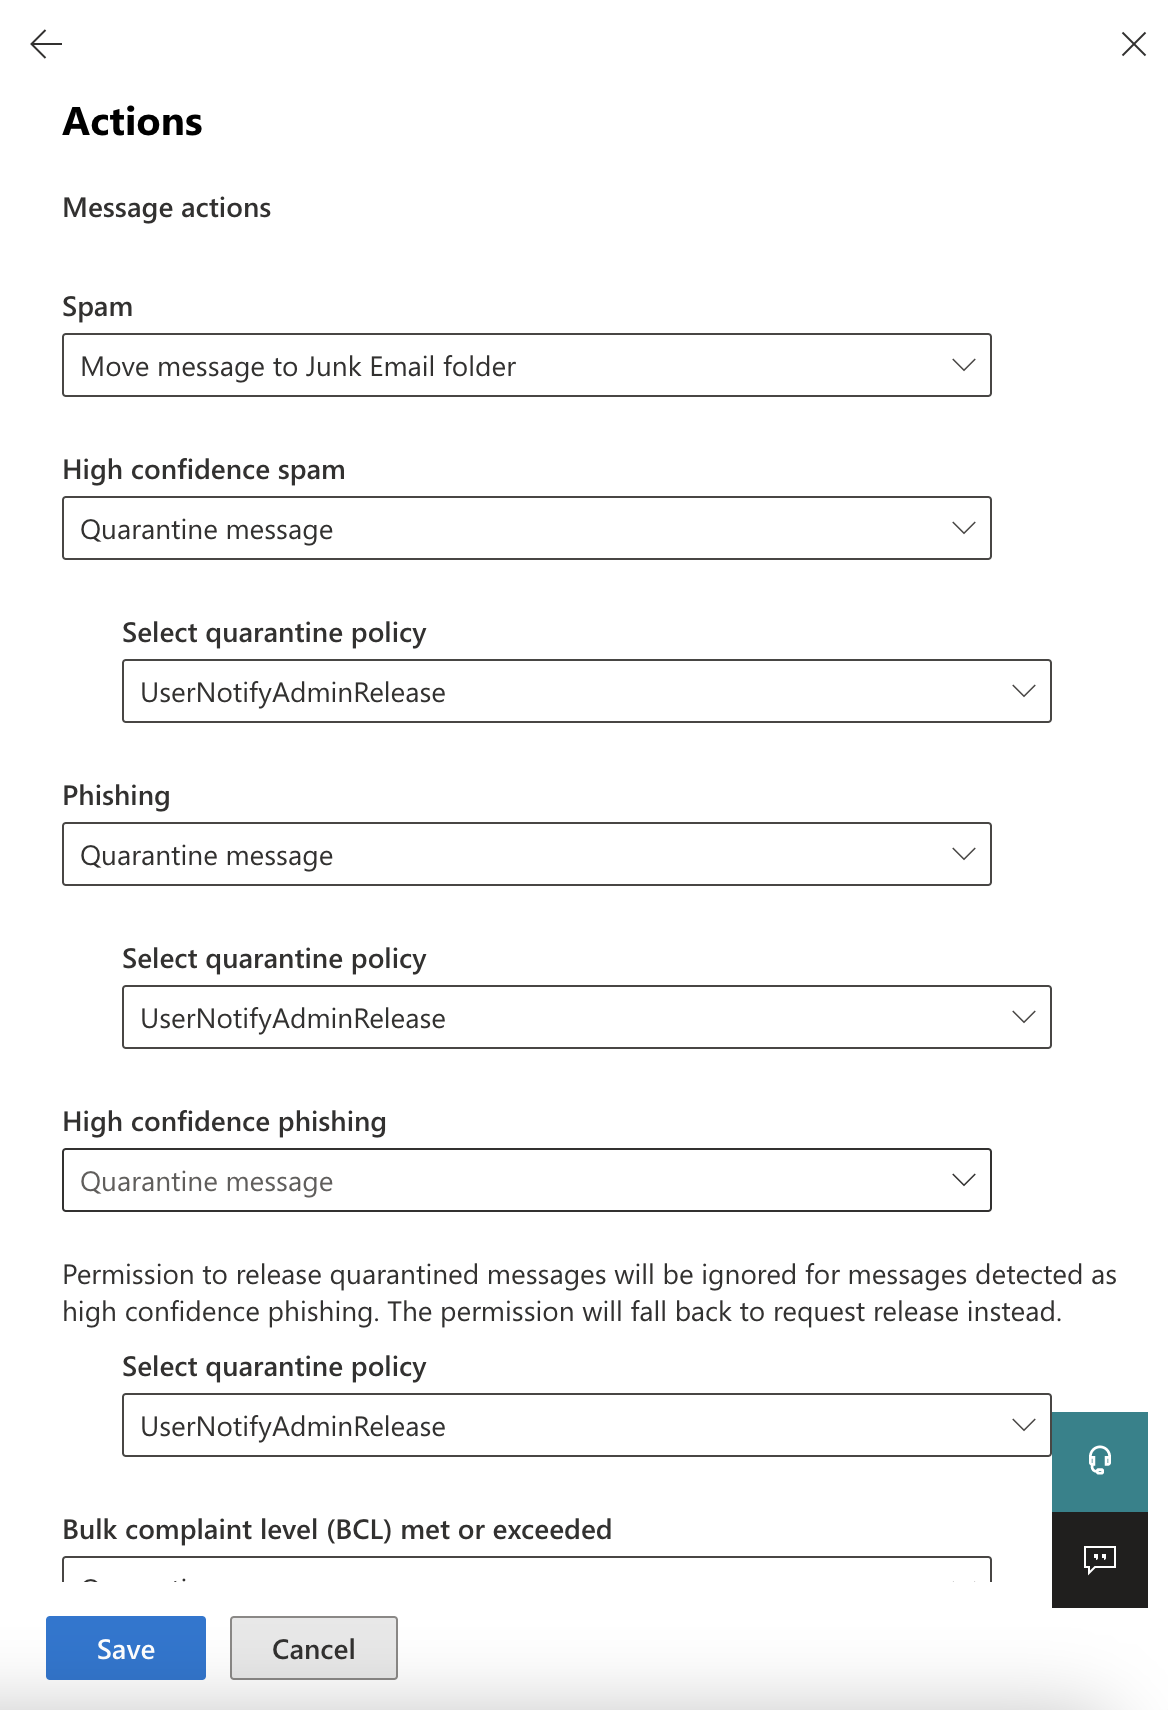 Actions
Message actions
Spam
Move message to Junk Email folder
High confidence spam
Quarantine message
Select quarantine policy
UserNotifyAdminRelease
Phishing
Quarantine message
Select quarantine policy
UserNotifyAdminRelease
High confidence phishing
Quarantine message
Permission to release quarantined messages will be ignored for messages detected as
high confidence phishing. The permission will fall back to request release instead.
Select quarantine policy
UserNotifyAdminRelease
Bulk complaint level (BCL) met or exceeded
Save
Cancel